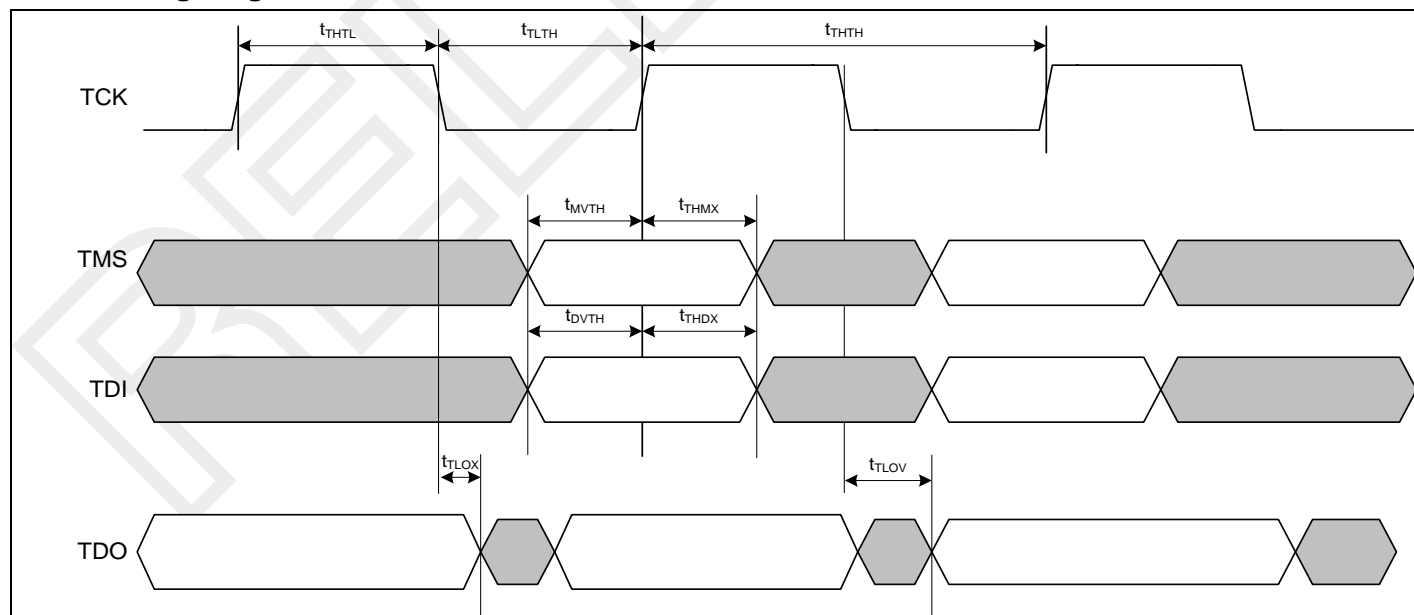 tTHTL tTLTH tTHTH
TCK
tMVTH tTHMX
TMS
tDVTH tTHDX
TDI
tTLOX tTLOV
TDO